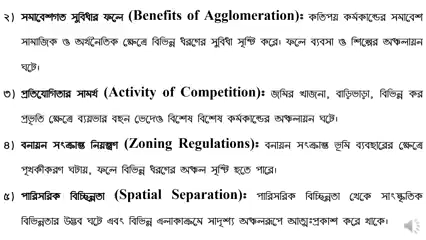 ২) সমাবেশগত সুবিধার ফলে (Benefits of Agglomeration): কতিপয় কর্মকান্ডের সমাবেশ
সামাজিক ও অর্থনৈতিক ক্ষেত্রে বিভিন্ন ধরণের সুবিধা সৃষ্টি করে। ফলে ব্যবসা ও শিল্পের অঞ্চলায়ন
ঘটে।
৩) প্রতিযোগিতার সামর্থ (Activity of Competition): জমির খাজনা, বাড়িভাড়া, বিভিন্ন কর
প্রভৃতি ক্ষেত্রে ব্যয়ভার বহন ভেদেও বিশেষ বিশেষ কর্মকান্ডের অঞ্চলায়ন ঘটে।
৪) বনায়ন সংক্রান্ত নিয়ন্ত্রণ (Zoning Regulations): বনায়ন সংক্রান্ত ভূমি ব্যবহারের ক্ষেত্রে
পৃথকীকরণ ঘটায়, ফলে বিভিন্ন ধরণের অঞ্চল সৃষ্টি হতে পারে।
৫) পারিসরিক বিচ্ছিন্নতা (Spatial Separation): পারিসরিক বিচ্ছিন্নতা থেকে সাংস্কৃতিক
বিভিন্নতার উদ্ভব ঘটে এবং বিভিন্ন এলাকাক্রমে সাদৃশ্য অঞ্চলরূপে আত্মঃপ্রকাশ করে থাকে।